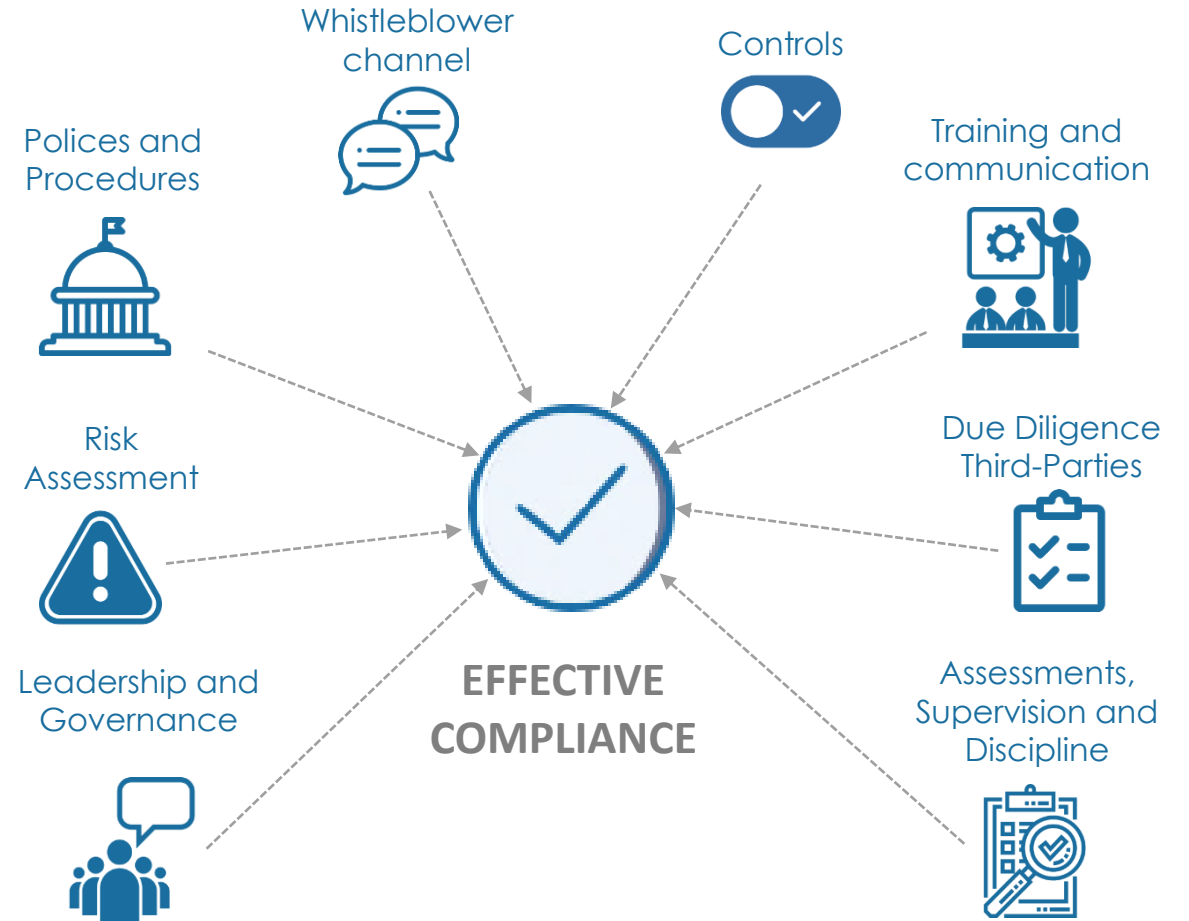 Whistleblower
channel
Controls
Polices and
Procedures
Training and
communication
Risk
Assessment
Due Diligence
Third-Parties
Leadership and
Governance
EFFECTIVE
COMPLIANCE
Assessments,
Supervision and
Discipline